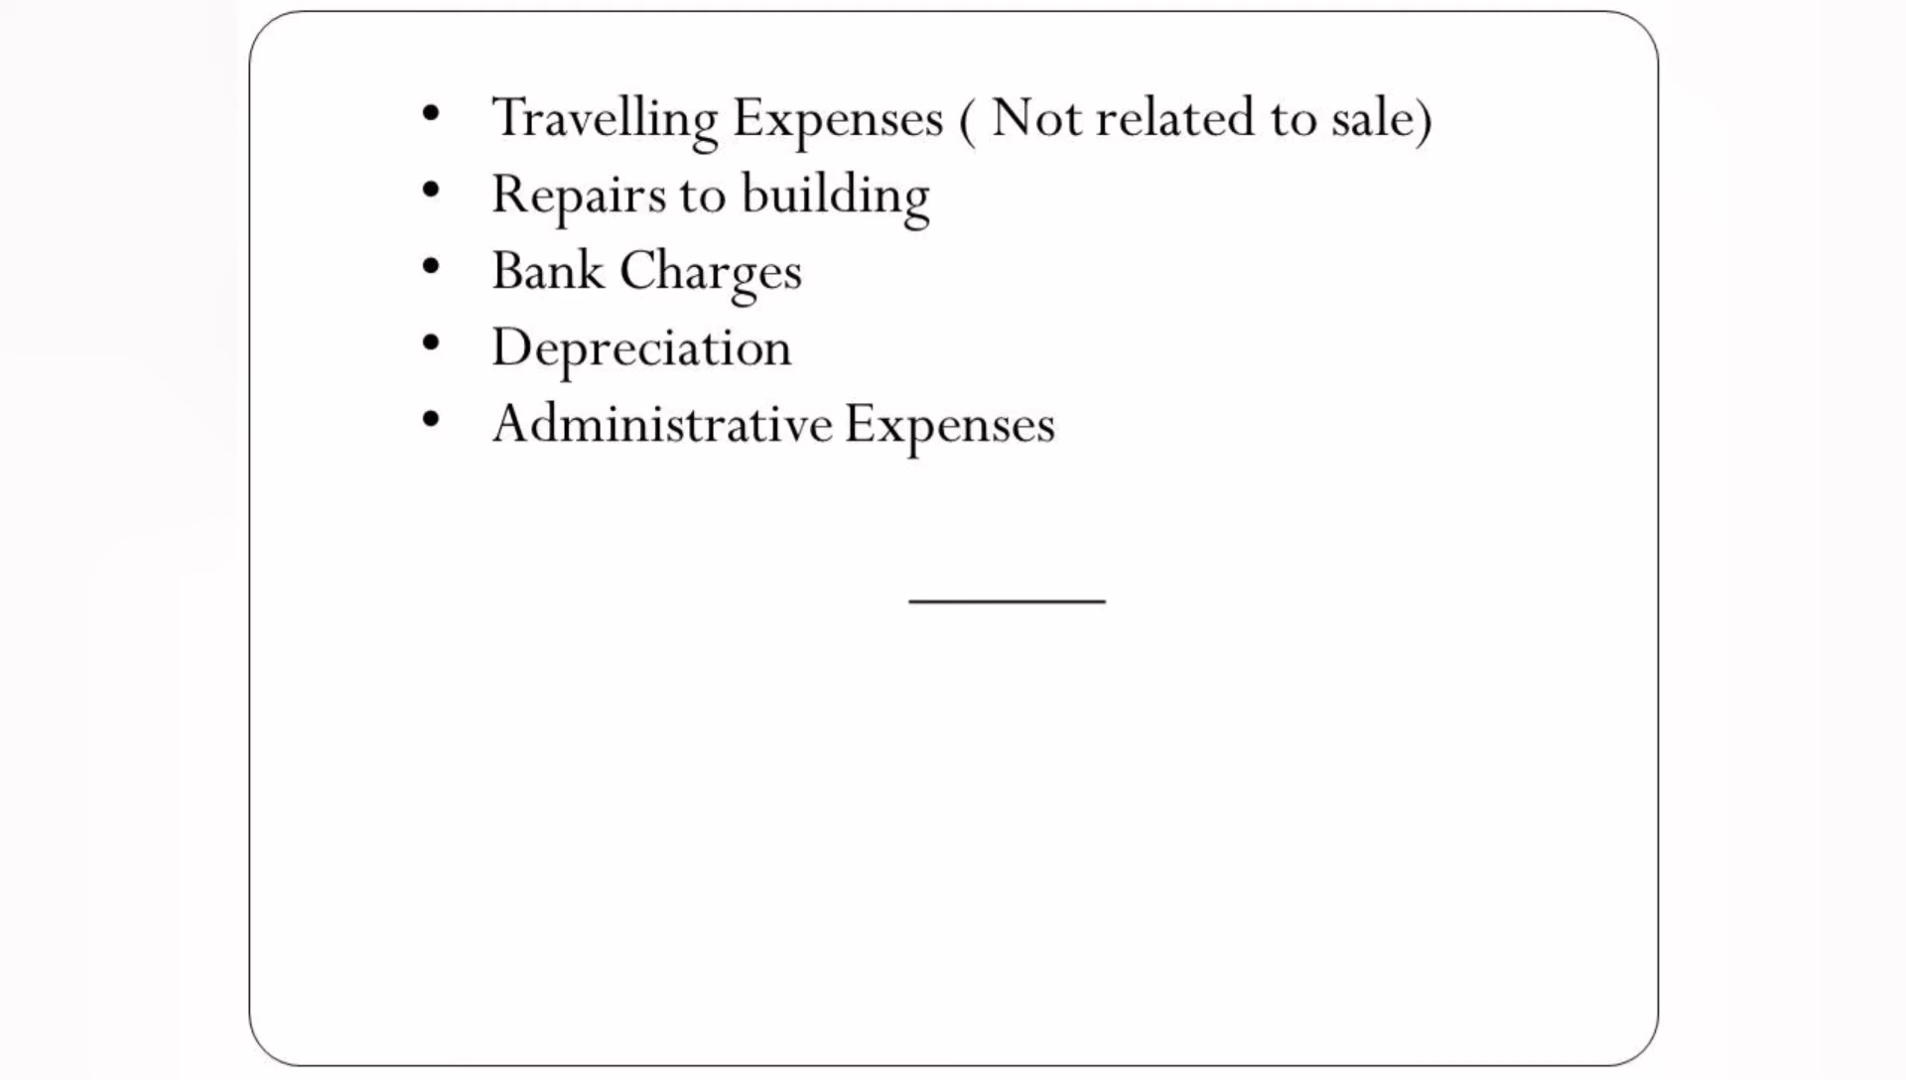 • Travelling Expenses ( Not related to sale)
• Repairs to building
• Bank Charges
• Depreciation
• Administrative Expenses